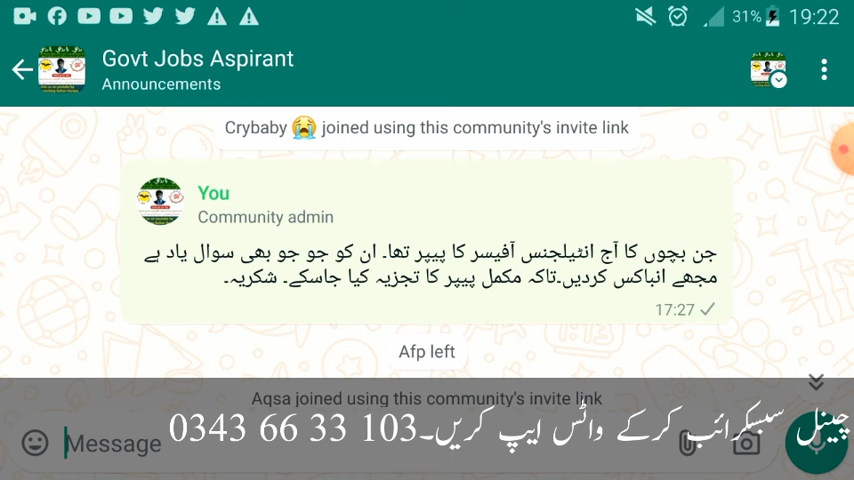 31% 19:22
Govt Jobs Aspirant
Announcements
Crybaby 😭 joined using this community's invite link
You
Community admin
جن بچوں کا آج انٹیلجنس آفیسر کا پیپر تھا۔ ان کو جو جو بھی سوال یاد ہے
مجھے انباکس کردیں۔تاکہ مکمل پیپر کا تجزیہ کیا جاسکے۔ شکریہ۔
17:27
Afp left
Aqsa joined using this community's invite link
چینل سبسکرائب کرکے واٹس ایپ کریں۔103 33 66 0343
Message